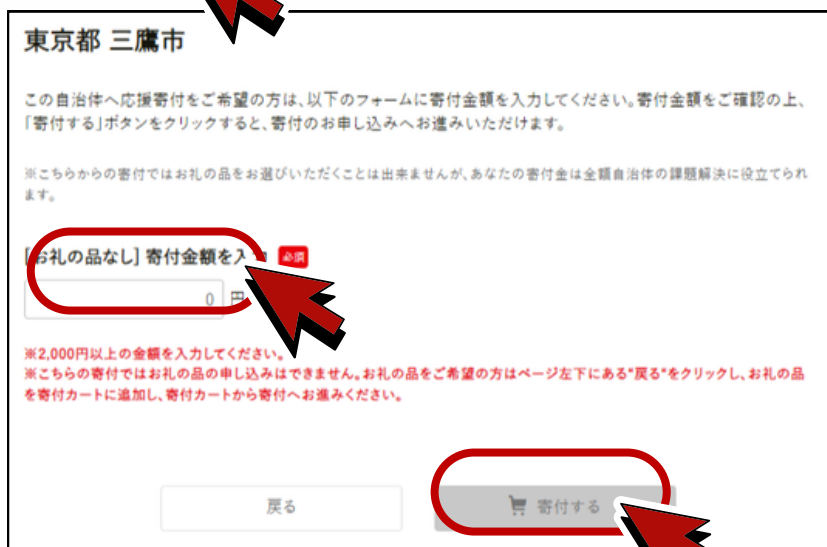 東京都 三鷹市
この自治体へ応援寄付をご希望の方は、以下のフォームに寄付金額を入力してください。寄付金額をご確認の上、
「寄付する」ボタンをクリックすると、寄付のお申し込みへお進みいただけます。
※こちらからの寄付ではお礼の品をお選びいただくことは出来ませんが、あなたの寄付金は全額自治体の課題解決に役立てられ
ます。
[お礼の品なし] 寄付金額を入 必須
0 円
※2,000円以上の金額を入力してください。
※こちらの寄付ではお礼の品の申し込みはできません。お礼の品をご希望の方はページ左下にある"戻る"をクリックし、お礼の品
を寄付カートに追加し、寄付カートから寄付へお進みください。
戻る
寄付する